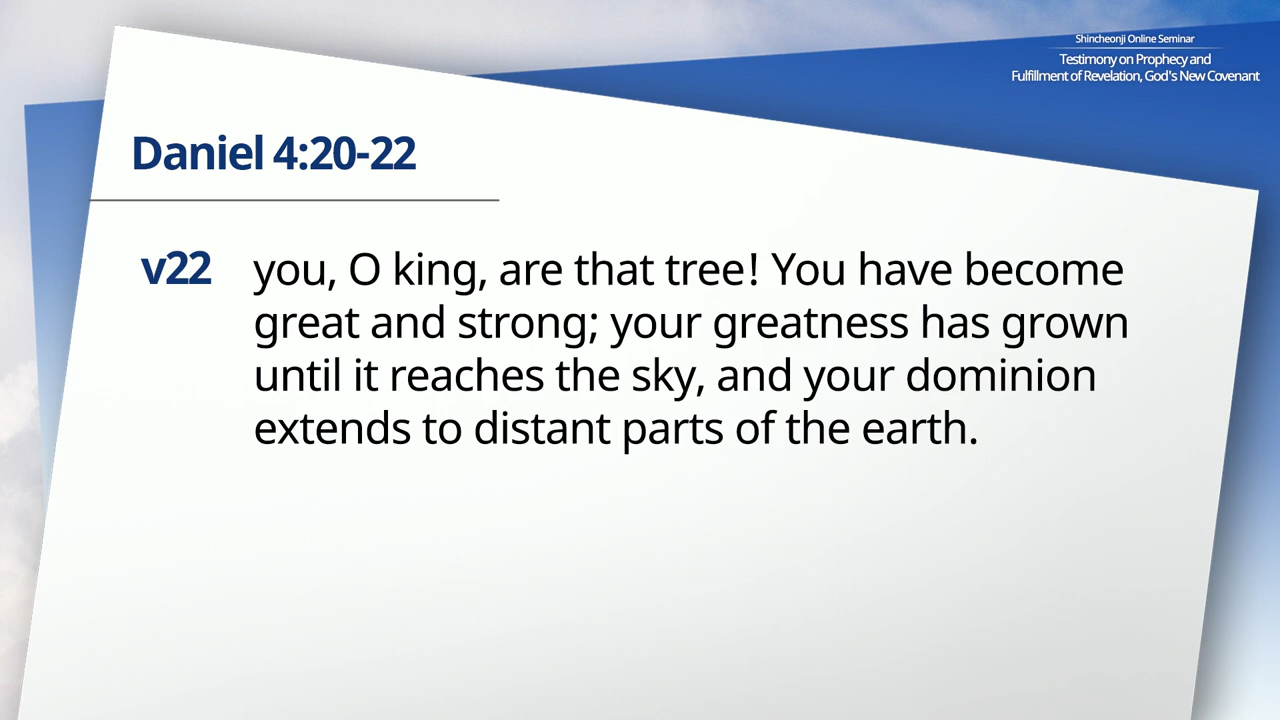 Shincheonji Online Seminar
Testimony on Prophecy and
Fulfillment of Revelation, God's New Covenant
Daniel 4:20-22
v22 you, O king, are that tree! You have become
great and strong; your greatness has grown
until it reaches the sky, and your dominion
extends to distant parts of the earth.